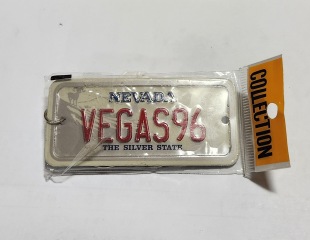 NEVADA
VEGAS96
THE SILVER STATE
COLLECTION